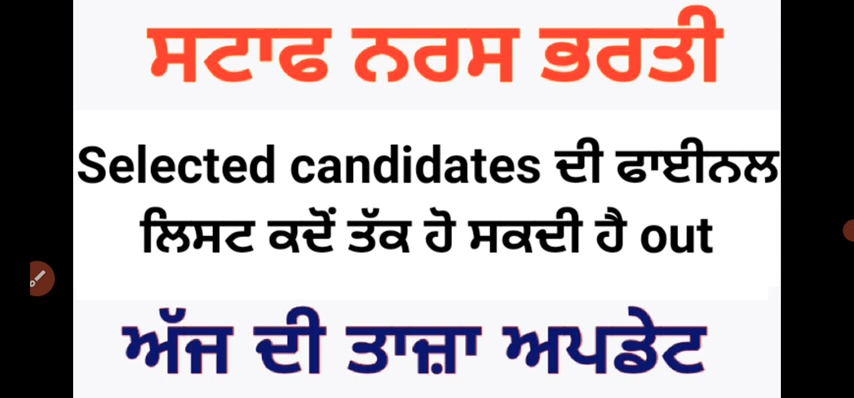 ਸਟਾਫ ਨਰਸ ਭਰਤੀ
Selected candidates ਦੀ ਫਾਈਨਲ
ਲਿਸਟ ਕਦੋਂ ਤੱਕ ਹੋ ਸਕਦੀ ਹੈ out
ਅੱਜ ਦੀ ਤਾਜ਼ਾ ਅਪਡੇਟ